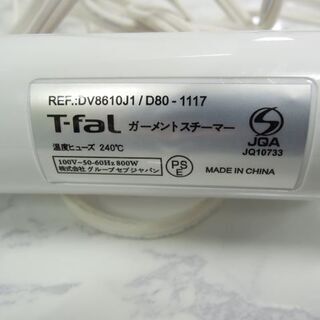 REF.:DV8610J1/D80-1117
T-fal ガーメントスチーマー
温度ヒューズ 240℃
100V~50-60Hz 800W
株式会社 グループ セブ ジャパン
PS
E
JQA
JQ10733
MADE IN CHINA